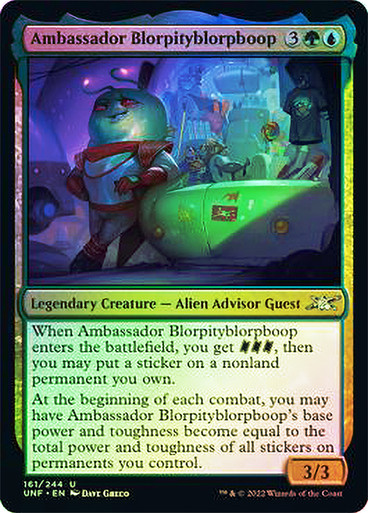 Ambassador Blorpityblorpboop 3
Legendary Creature — Alien Advisor Guest
When Ambassador Blorpityblorpboop
enters the battlefield, you get , then
you may put a sticker on a nonland
permanent you own.
At the beginning of each combat, you may
have Ambassador Blorpityblorpboop's base
power and toughness become equal to the
total power and toughness of all stickers on
permanents you control.
3/3
161/244 U
UNF • EN Dave Greco
™ & © 2022 Wizards of the Coast